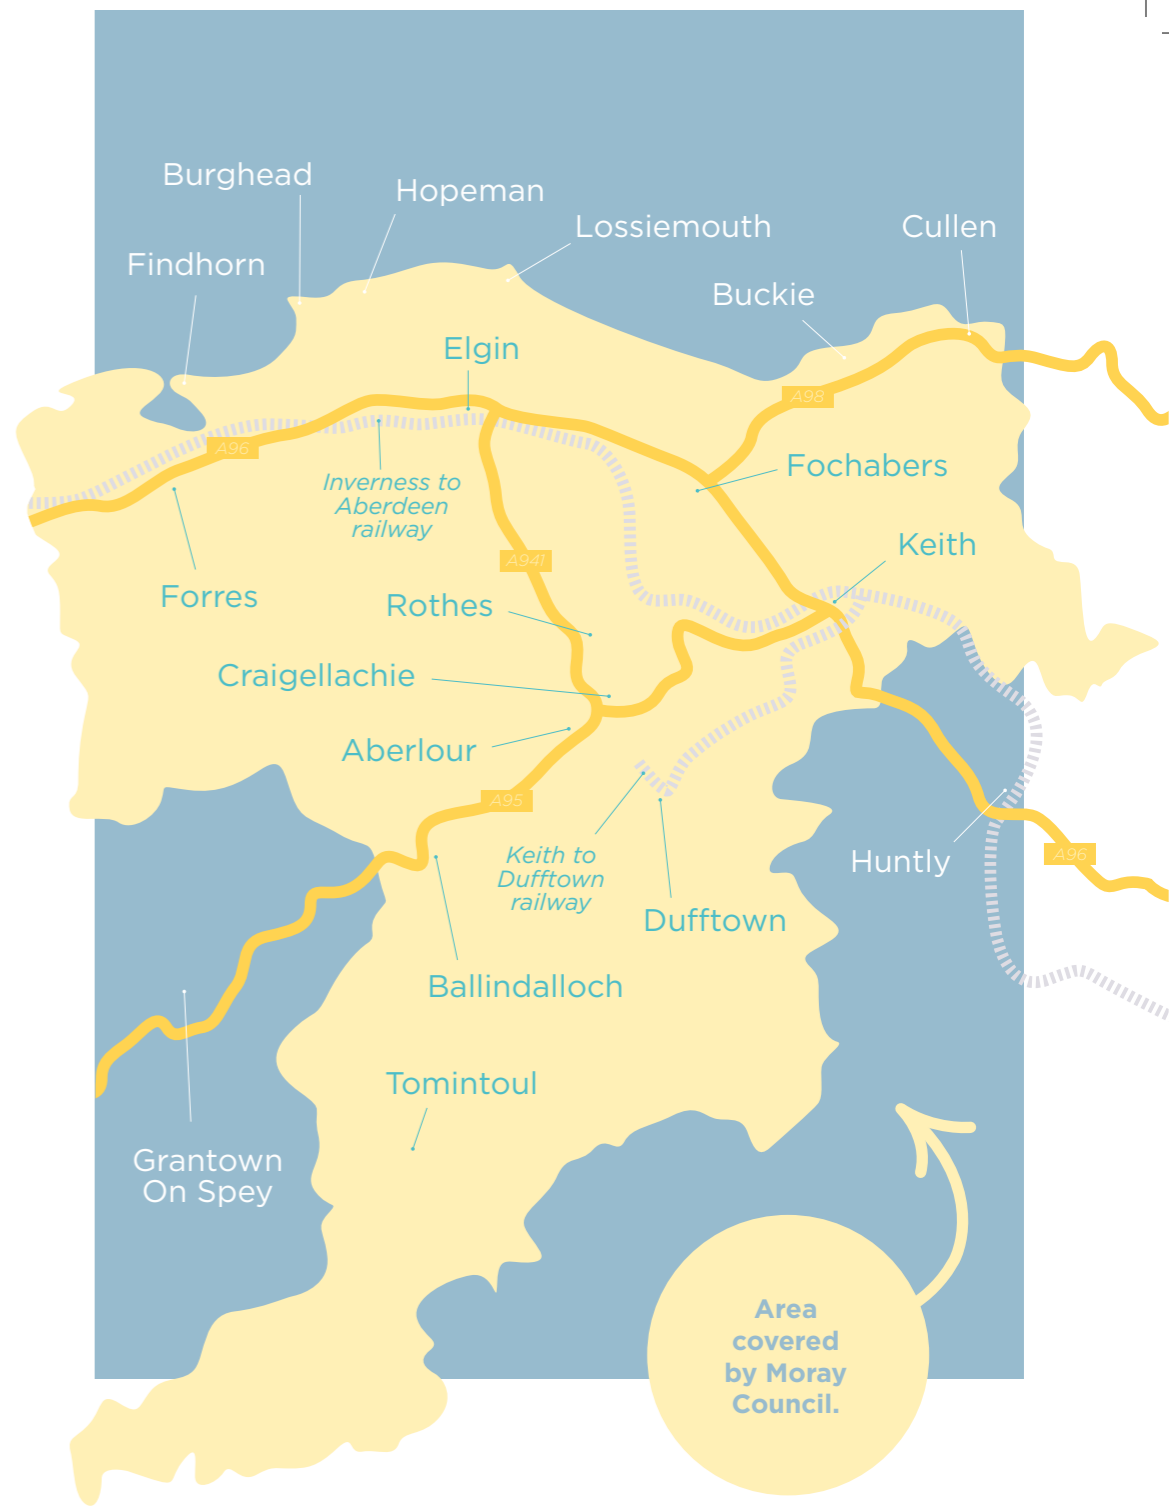 Burghead
Hopeman
Lossiemouth
Cullen
Findhorn
Buckie
Elgin
A98
A96
Fochabers
Inverness to
Aberdeen
railway
Keith
A941
Forres
Rothes
Craigellachie
Aberlour
A95
Keith to
Dufftown
railway
Huntly
A96
Dufftown
Ballindalloch
Tomintoul
Grantown
On Spey
Area
covered
by Moray
Council.